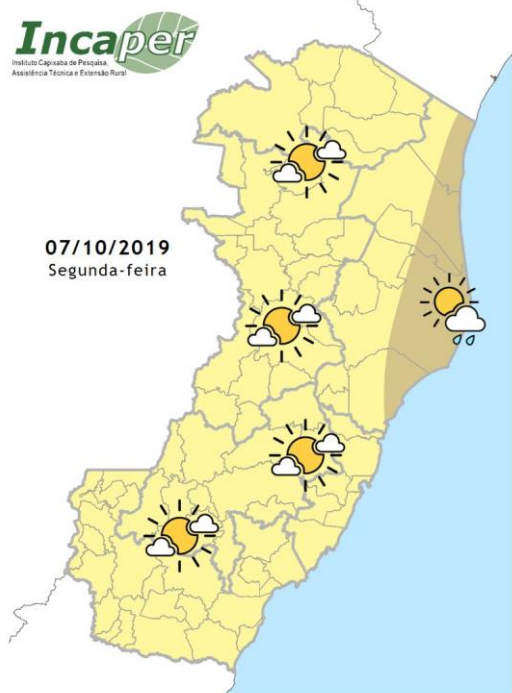 Incaper
Instituto Capixaba de Pesquisa,
Assistência Técnica e Extensão Rural
07/10/2019
Segunda-feira